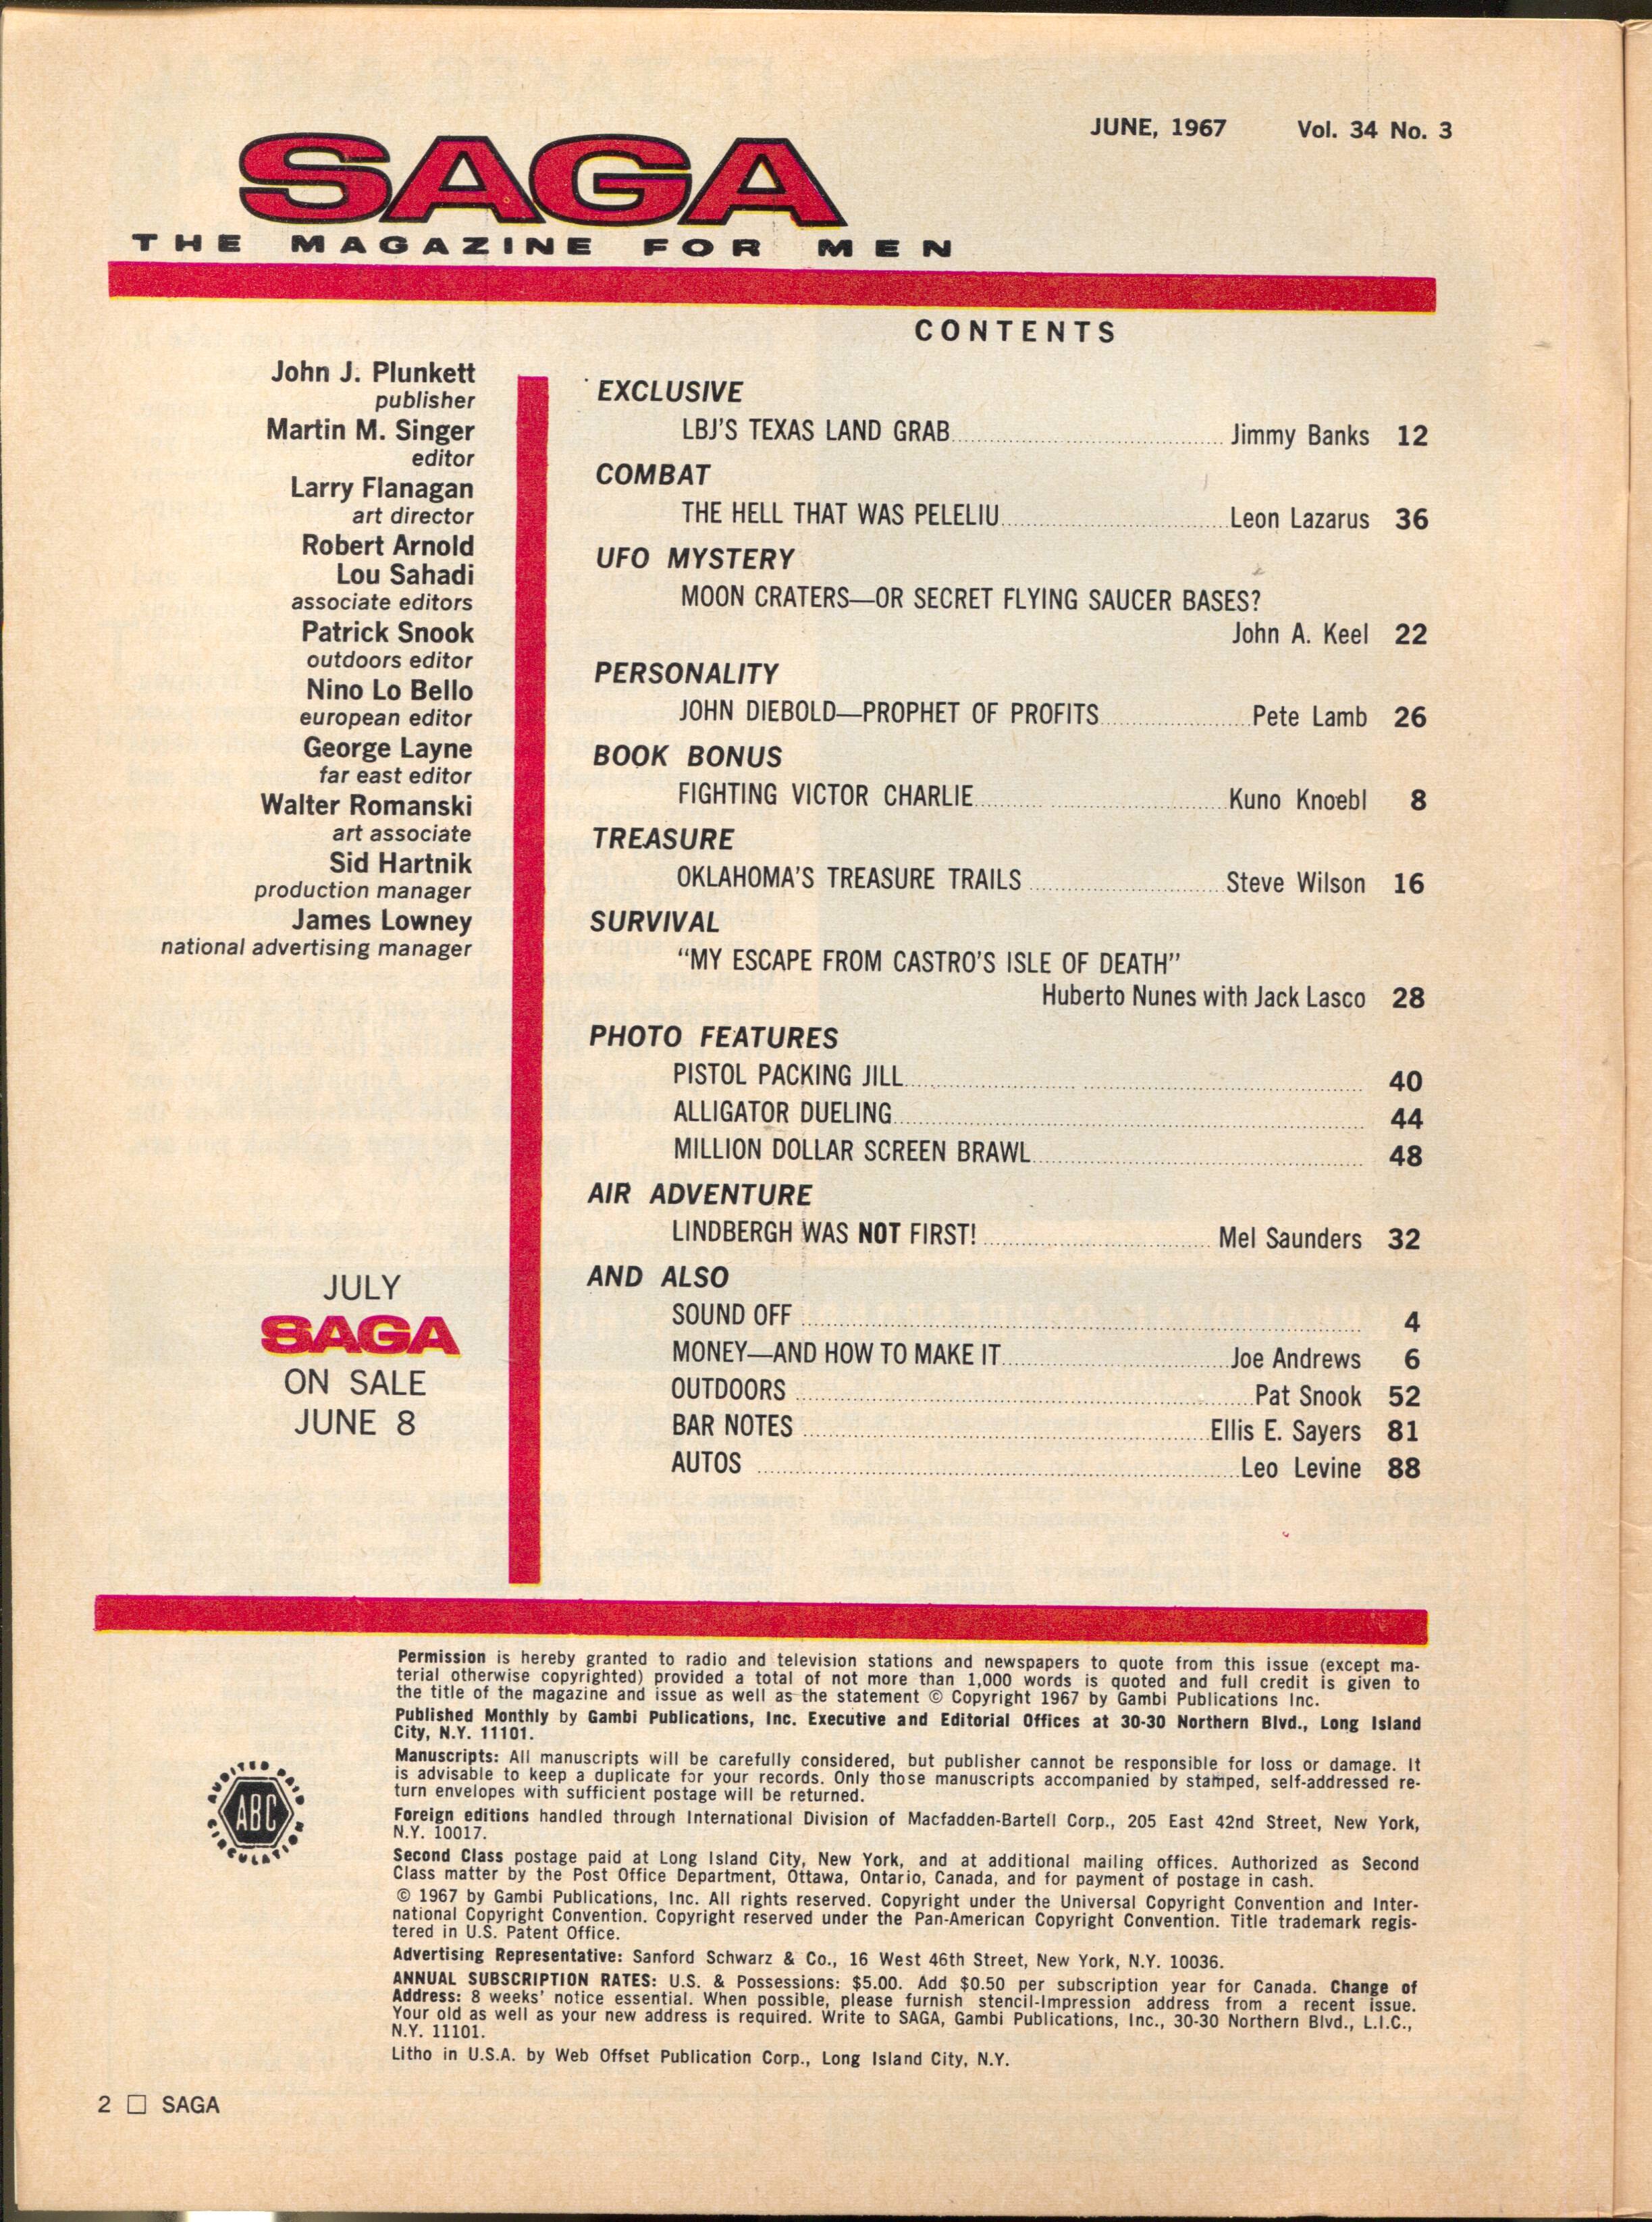 JUNE, 1967 Vol. 34 No. 3
SAGA
THE MAGAZINE FOR MEN
CONTENTS
John J. Plunkett
publisher
Martin M. Singer
editor
Larry Flanagan
art director
Robert Arnold
Lou Sahadi
associate editors
Patrick Snook
outdoors editor
Nino Lo Bello
european editor
George Layne
far east editor
Walter Romanski
art associate
Sid Hartnik
production manager
James Lowney
national advertising manager
JULY
SAGA
ON SALE
JUNE 8
EXCLUSIVE
LBJ'S TEXAS LAND GRAB Jimmy Banks 12
COMBAT
THE HELL THAT WAS PELELIU Leon Lazarus 36
UFO MYSTERY
MOON CRATERS—OR SECRET FLYING SAUCER BASES?
John A. Keel 22
PERSONALITY
JOHN DIEBOLD—PROPHET OF PROFITS Pete Lamb 26
BOOK BONUS
FIGHTING VICTOR CHARLIE Kuno Knoebl 8
TREASURE
OKLAHOMA'S TREASURE TRAILS Steve Wilson 16
SURVIVAL
"MY ESCAPE FROM CASTRO'S ISLE OF DEATH"
Huberto Nunes with Jack Lasco 28
PHOTO FEATURES
PISTOL PACKING JILL 40
ALLIGATOR DUELING 44
MILLION DOLLAR SCREEN BRAWL 48
AIR ADVENTURE
LINDBERGH WAS NOT FIRST! Mel Saunders 32
AND ALSO
SOUND OFF 4
MONEY—AND HOW TO MAKE IT Joe Andrews 6
OUTDOORS Pat Snook 52
BAR NOTES Ellis E. Sayers 81
AUTOS Leo Levine 88
Permission is hereby granted to radio and television stations and newspapers to quote from this issue (except ma-
terial otherwise copyrighted) provided a total of not more than 1,000 words is quoted and full credit is given to
the title of the magazine and issue as well as the statement © Copyright 1967 by Gambi Publications Inc.
Published Monthly by Gambi Publications, Inc. Executive and Editorial Offices at 30-30 Northern Blvd., Long Island
City, N.Y. 11101.
Manuscripts: All manuscripts will be carefully considered, but publisher cannot be responsible for loss or damage. It
is advisable to keep a duplicate for your records. Only those manuscripts accompanied by stamped, self-addressed re-
turn envelopes with sufficient postage will be returned.
Foreign editions handled through International Division of Macfadden-Bartell Corp., 205 East 42nd Street, New York,
N.Y. 10017.
Second Class postage paid at Long Island City, New York, and at additional mailing offices. Authorized as Second
Class matter by the Post Office Department, Ottawa, Ontario, Canada, and for payment of postage in cash.
© 1967 by Gambi Publications, Inc. All rights reserved. Copyright under the Universal Copyright Convention and Inter-
national Copyright Convention. Copyright reserved under the Pan-American Copyright Convention. Title trademark regis-
tered in U.S. Patent Office.
Advertising Representative: Sanford Schwarz & Co., 16 West 46th Street, New York, N.Y. 10036.
ANNUAL SUBSCRIPTION RATES: U.S. & Possessions: $5.00. Add $0.50 per subscription year for Canada. Change of
Address: 8 weeks' notice essential. When possible, please furnish stencil-Impression address from a recent issue.
Your old as well as your new address is required. Write to SAGA, Gambi Publications, Inc., 30-30 Northern Blvd., L.I.C.,
N.Y. 11101.
Litho in U.S.A. by Web Offset Publication Corp., Long Island City, N.Y.
AUDITED PAID
ABC
CIRCULATION
2 □ SAGA